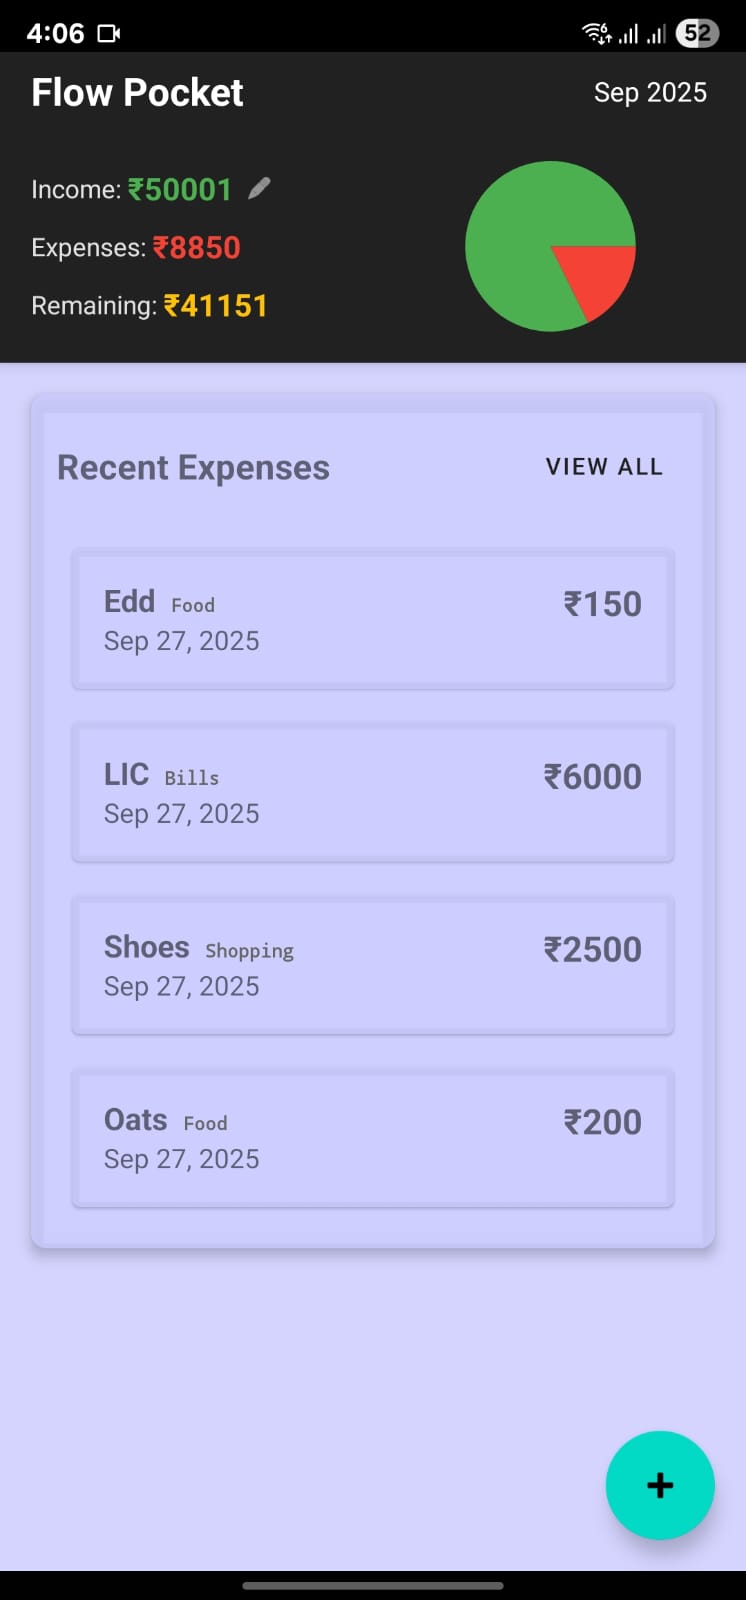 4:06 52
Flow Pocket Sep 2025
Income: ₹50001
Expenses: ₹8850
Remaining: ₹41151
Recent Expenses VIEW ALL
Edd Food ₹150
Sep 27, 2025
LIC Bills ₹6000
Sep 27, 2025
Shoes Shopping ₹2500
Sep 27, 2025
Oats Food ₹200
Sep 27, 2025
+